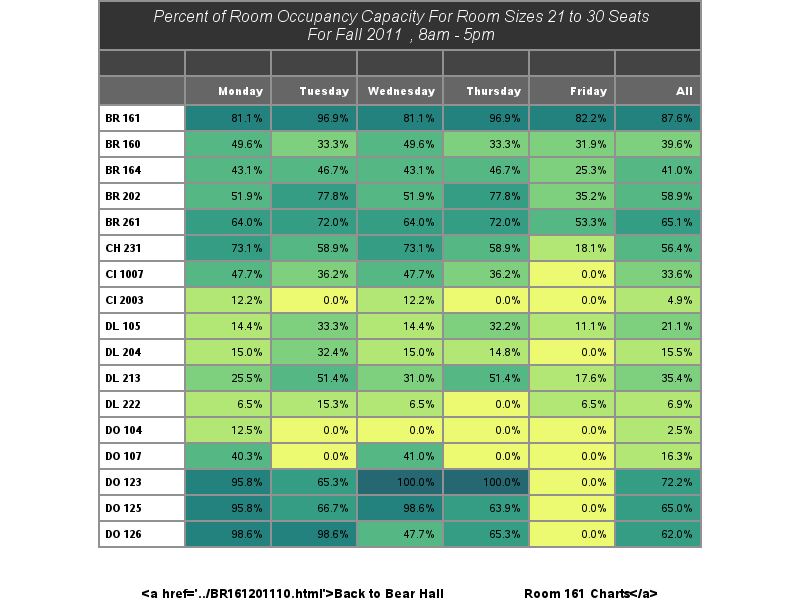 Percent of Room Occupancy Capacity For Room Sizes 21 to 30 Seats
For Fall 2011 , 8am - 5pm
Monday Tuesday Wednesday Thursday Friday All
BR 161 81.1% 96.9% 81.1% 96.9% 82.2% 87.6%
BR 160 49.6% 33.3% 49.6% 33.3% 31.9% 39.6%
BR 164 43.1% 46.7% 43.1% 46.7% 25.3% 41.0%
BR 202 51.9% 77.8% 51.9% 77.8% 35.2% 58.9%
BR 261 64.0% 72.0% 64.0% 72.0% 53.3% 65.1%
CH 231 73.1% 58.9% 73.1% 58.9% 18.1% 56.4%
CI 1007 47.7% 36.2% 47.7% 36.2% 0.0% 33.6%
CI 2003 12.2% 0.0% 12.2% 0.0% 0.0% 4.9%
DL 105 14.4% 33.3% 14.4% 32.2% 11.1% 21.1%
DL 204 15.0% 32.4% 15.0% 14.8% 0.0% 15.5%
DL 213 25.5% 51.4% 31.0% 51.4% 17.6% 35.4%
DL 222 6.5% 15.3% 6.5% 0.0% 6.5% 6.9%
DO 104 12.5% 0.0% 0.0% 0.0% 0.0% 2.5%
DO 107 40.3% 0.0% 41.0% 0.0% 0.0% 16.3%
DO 123 95.8% 65.3% 100.0% 100.0% 0.0% 72.2%
DO 125 95.8% 66.7% 98.6% 63.9% 0.0% 65.0%
DO 126 98.6% 98.6% 47.7% 65.3% 0.0% 62.0%
<a href='../BR161201110.html'>Back to Bear Hall Room 161 Charts</a>